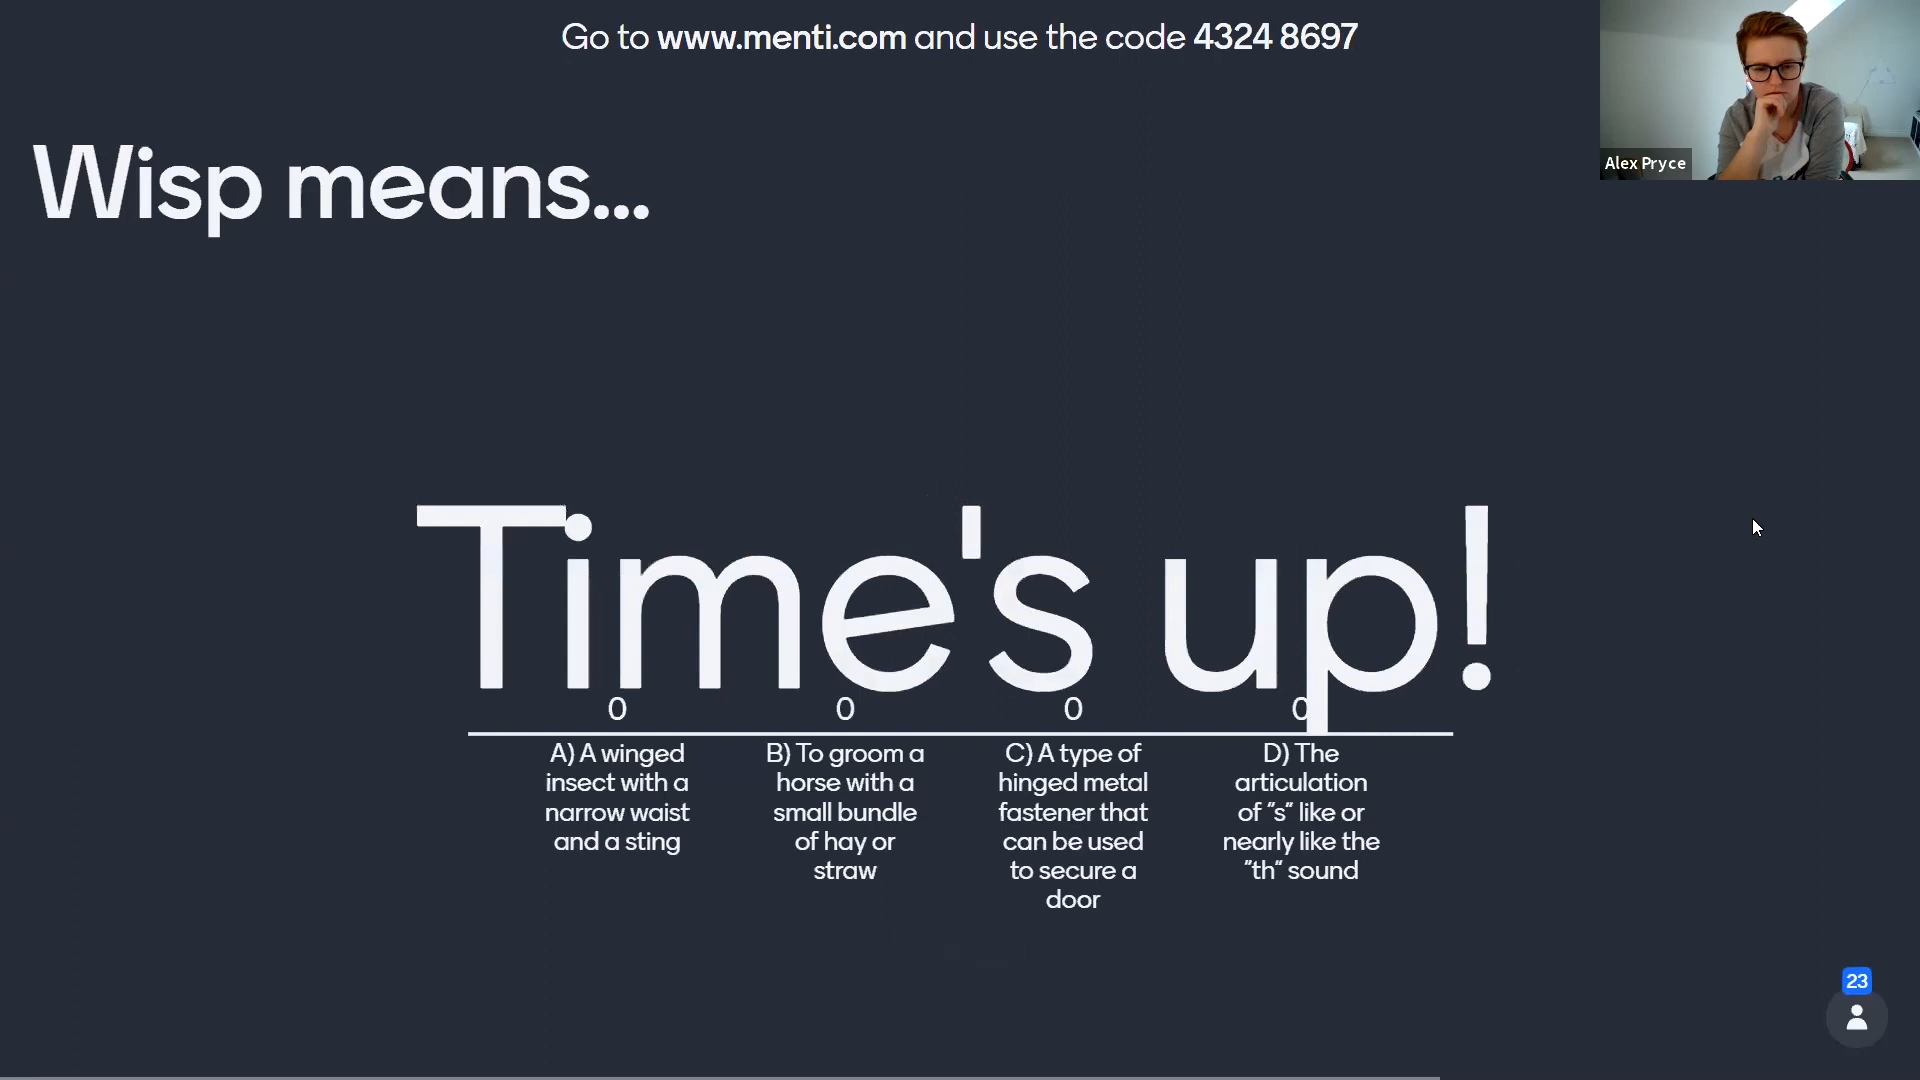 Go to www.menti.com and use the code 4324 8697
Alex Pryce
Wisp means...
Time's up!
0
0
0
0
A) A winged
insect with a
narrow waist
and a sting
B) To groom a
horse with a
small bundle
of hay or
straw
C) A type of
hinged metal
fastener that
can be used
to secure a
door
D) The
articulation
of "s" like or
nearly like the
"th" sound
23